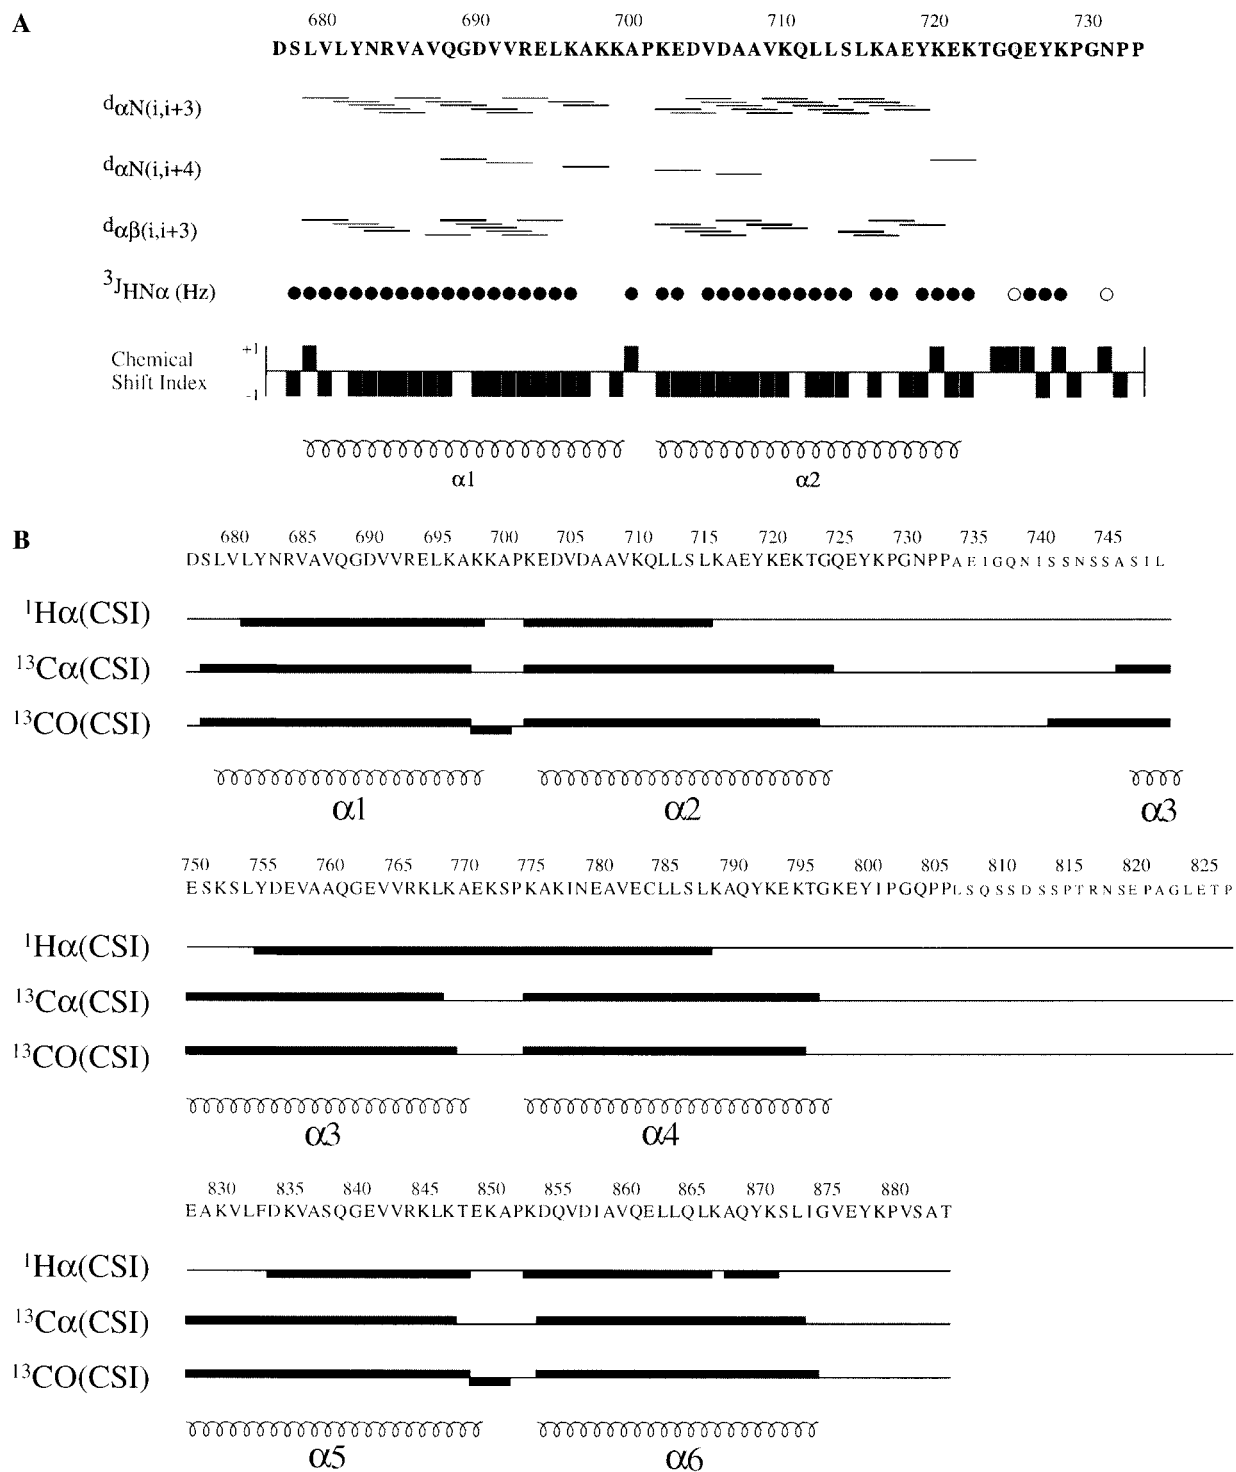 A
680 690 700 710 720 730
DSLVLYNRVAVQGDVVRELKAKKAPKEDVDAAVKQLLSLKAEYKEKTGQEYKPGNPP
dαN(i,i+3)
dαN(i,i+4)
dαβ(i,i+3)
3JHNα (Hz)
Chemical Shift Index
+1
-1
α1 α2
B
680 685 690 695 700 705 710 715 720 725 730 735 740 745
DSLVLYNRVAVQGDVVRELKAKKAPKEDVDAAVKQLLSLKAEYKEKTGQEYKPGNPPAEIGQNISSNSSASIL
1Hα(CSI)
13Cα(CSI)
13CO(CSI)
α1 α2 α3
750 755 760 765 770 775 780 785 790 795 800 805 810 815 820 825
ESKSLYDEVAAQGEVVRKLKAEKSPKAKINEAVECLLSLKAQYKEKTGKEYIPGQPPLSQSSDSSPTRNSEPAGLETP
1Hα(CSI)
13Cα(CSI)
13CO(CSI)
α3 α4
830 835 840 845 850 855 860 865 870 875 880
EAKVLFDKVASQGEVVRKLKTEKAPKDQVDIAVQELLQLKAQYKSLIGVEYKPVSAT
1Hα(CSI)
13Cα(CSI)
13CO(CSI)
α5 α6